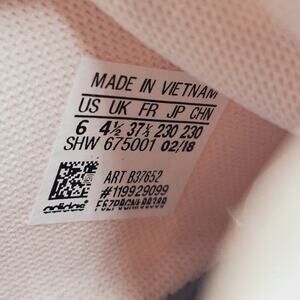 MADE IN VIETNAM
US UK FR JP CHN
6 4½ 37⅓ 230 230
SHW 675001 02/18
ART B37652
#119929099
adidas